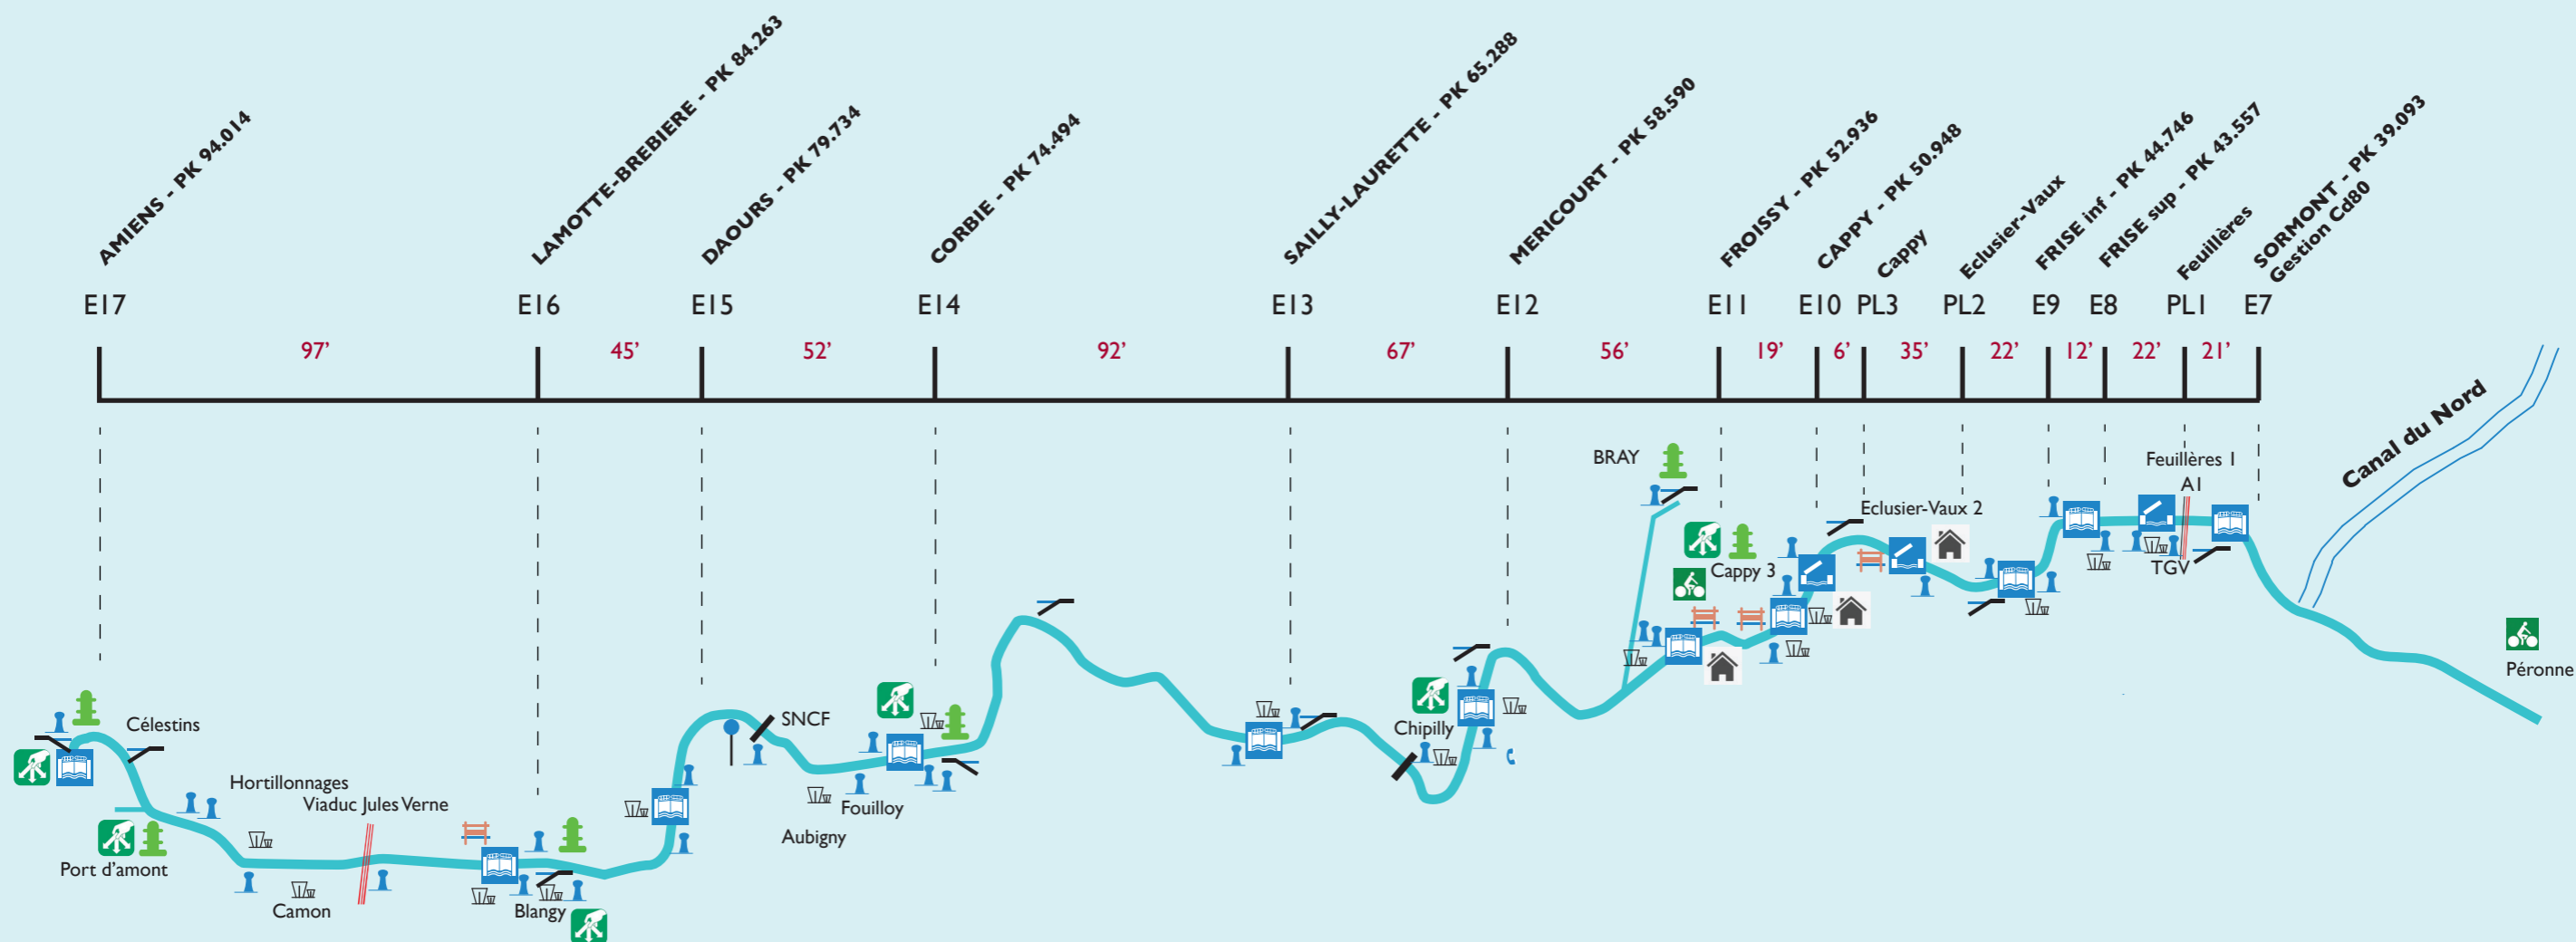 AMIENS - PK 94.014
LAMOTTE-BREBIERE - PK 84.263
DAOURS - PK 79.734
CORBIE - PK 74.494
SAILLY-LAURETTE - PK 65.288
MERICOURT - PK 58.590
FROISSY - PK 52.936
CAPPY - PK 50.948
Cappy
Eclusier-Vaux
FRISE inf - PK 44.746
FRISE sup - PK 43.557
Feuillères
SORMONT - PK 39.093
Gestion Cd80
E17 E16 E15 E14 E13 E12 E11 E10 PL3 PL2 E9 E8 PL1 E7
97’ 45’ 52’ 92’ 67’ 56’ 19’ 6’ 35’ 22’ 12’ 22’ 21’
Canal du Nord
BRAY
Feuillères 1
A1
Eclusier-Vaux 2
TGV
Cappy 3
Péronne
Célestins
SNCF
Chipilly
Hortillonnages
Viaduc Jules Verne
Fouilloy
Aubigny
Port d’amont
Camon
Blangy